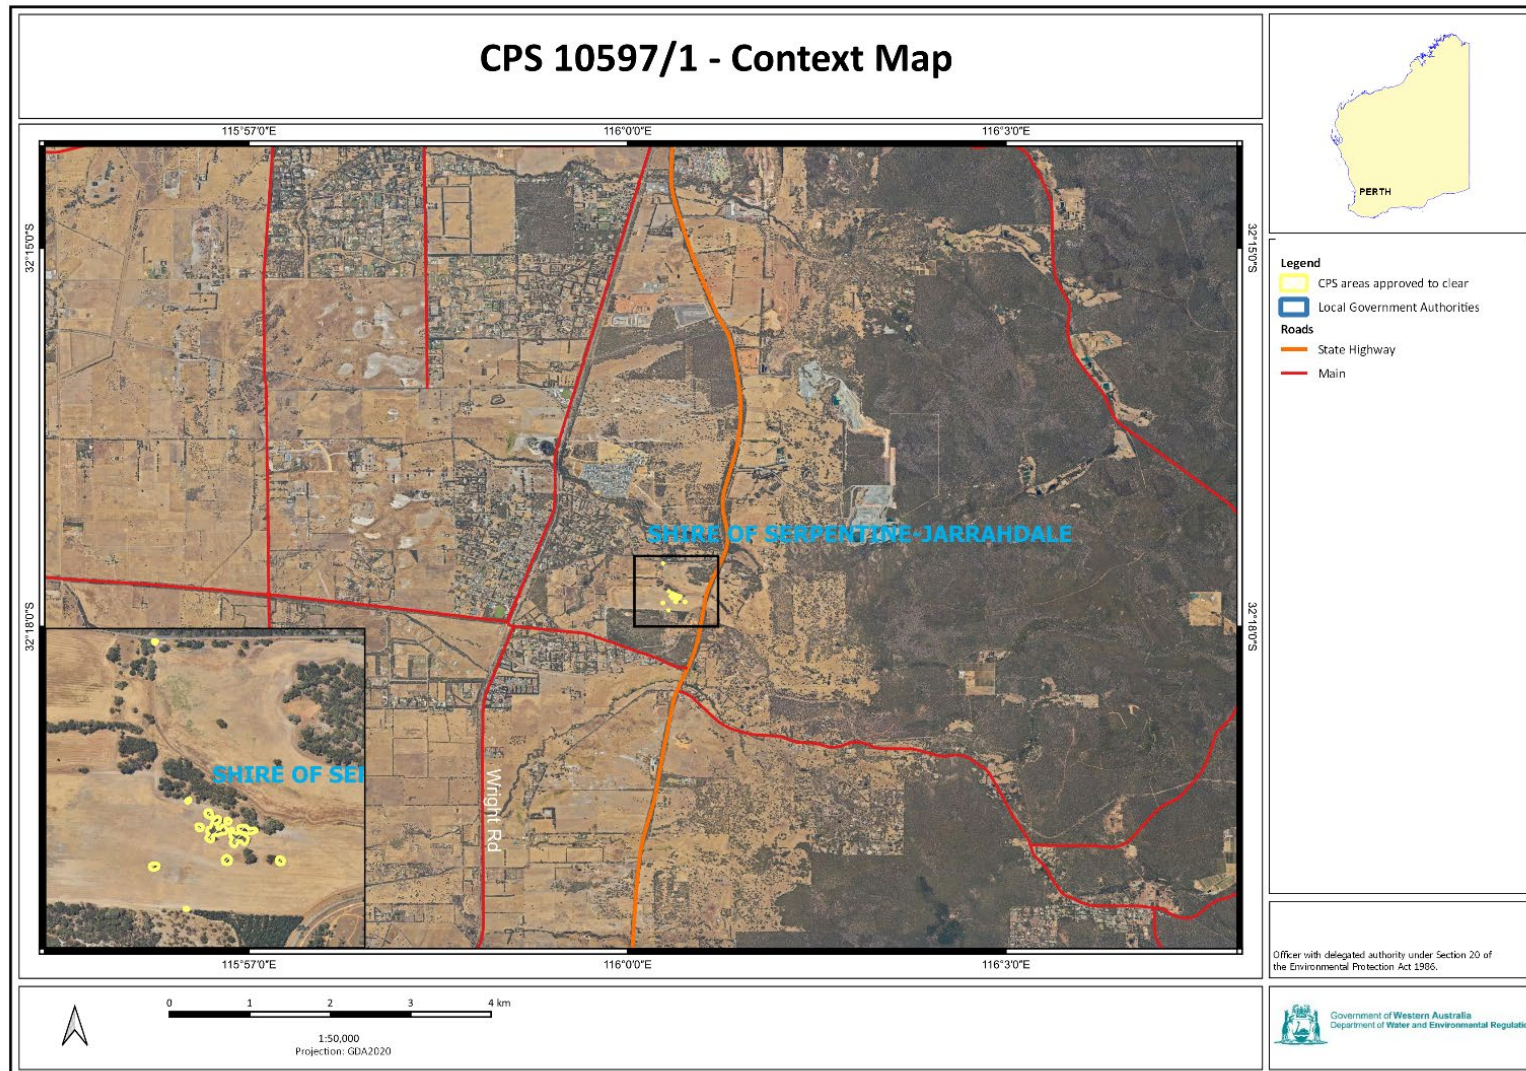 CPS 10597/1 - Context Map
115°57'0"E
116°0'0"E
116°3'0"E
32°15'0"S
32°15'0"S
SHIRE OF SERPENTINE-JARRAHDALE
32°18'0"S
32°18'0"S
SHIRE OF SEI
Wright Rd
115°57'0"E
116°0'0"E
116°3'0"E
0 1 2 3 4 km
1:50,000
Projection: GDA2020
PERTH
Legend
CPS areas approved to clear
Local Government Authorities
Roads
State Highway
Main
Officer with delegated authority under Section 20 of
the Environmental Protection Act 1986.
Government of Western Australia
Department of Water and Environmental Regulatio